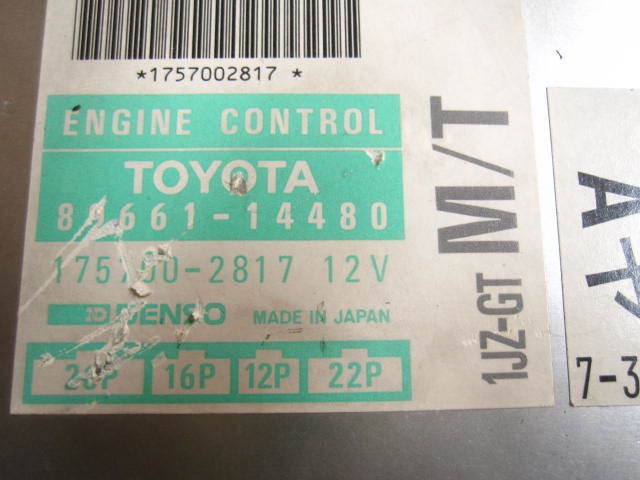 *1757002817 *
ENGINE CONTROL
TOYOTA
89661-14480
175700-2817 12V
ND DENSO MADE IN JAPAN
26P 16P 12P 22P
1JZ-GT M/T
7-3